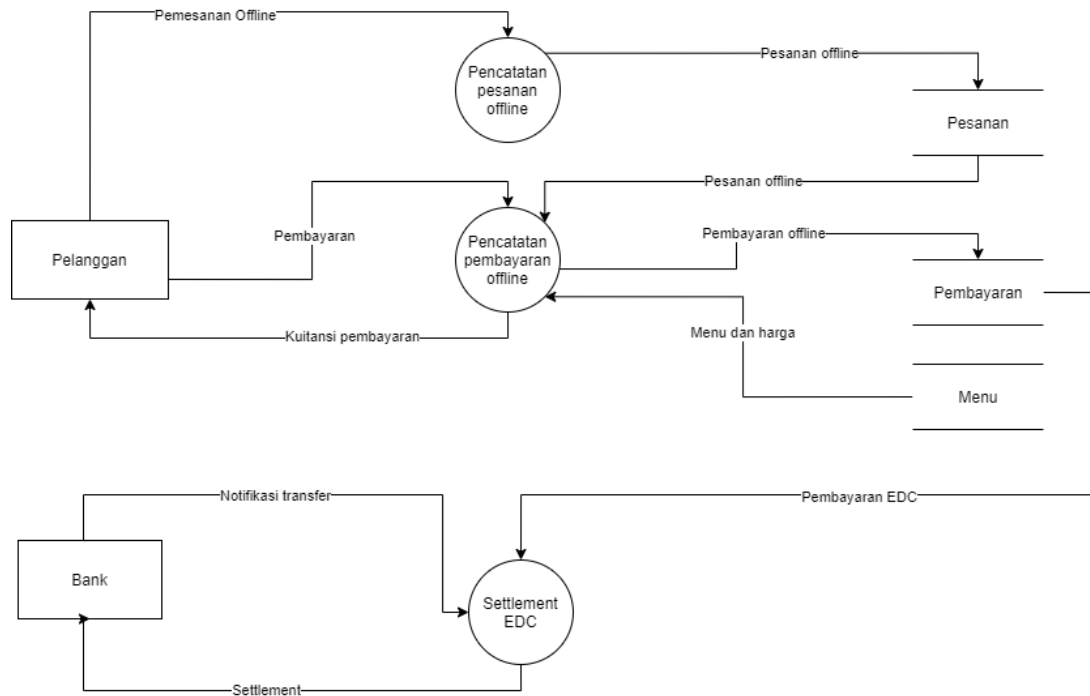 Pemesanan Offline
Pencatatan
pesanan
offline
Pesanan offline
Pesanan
Pesanan offline
Pembayaran
Pelanggan
Pencatatan
pembayaran
offline
Pembayaran offline
Pembayaran
Kuitansi pembayaran
Menu dan harga
Menu
Notifikasi transfer
Pembayaran EDC
Bank
Settlement
EDC
Settlement